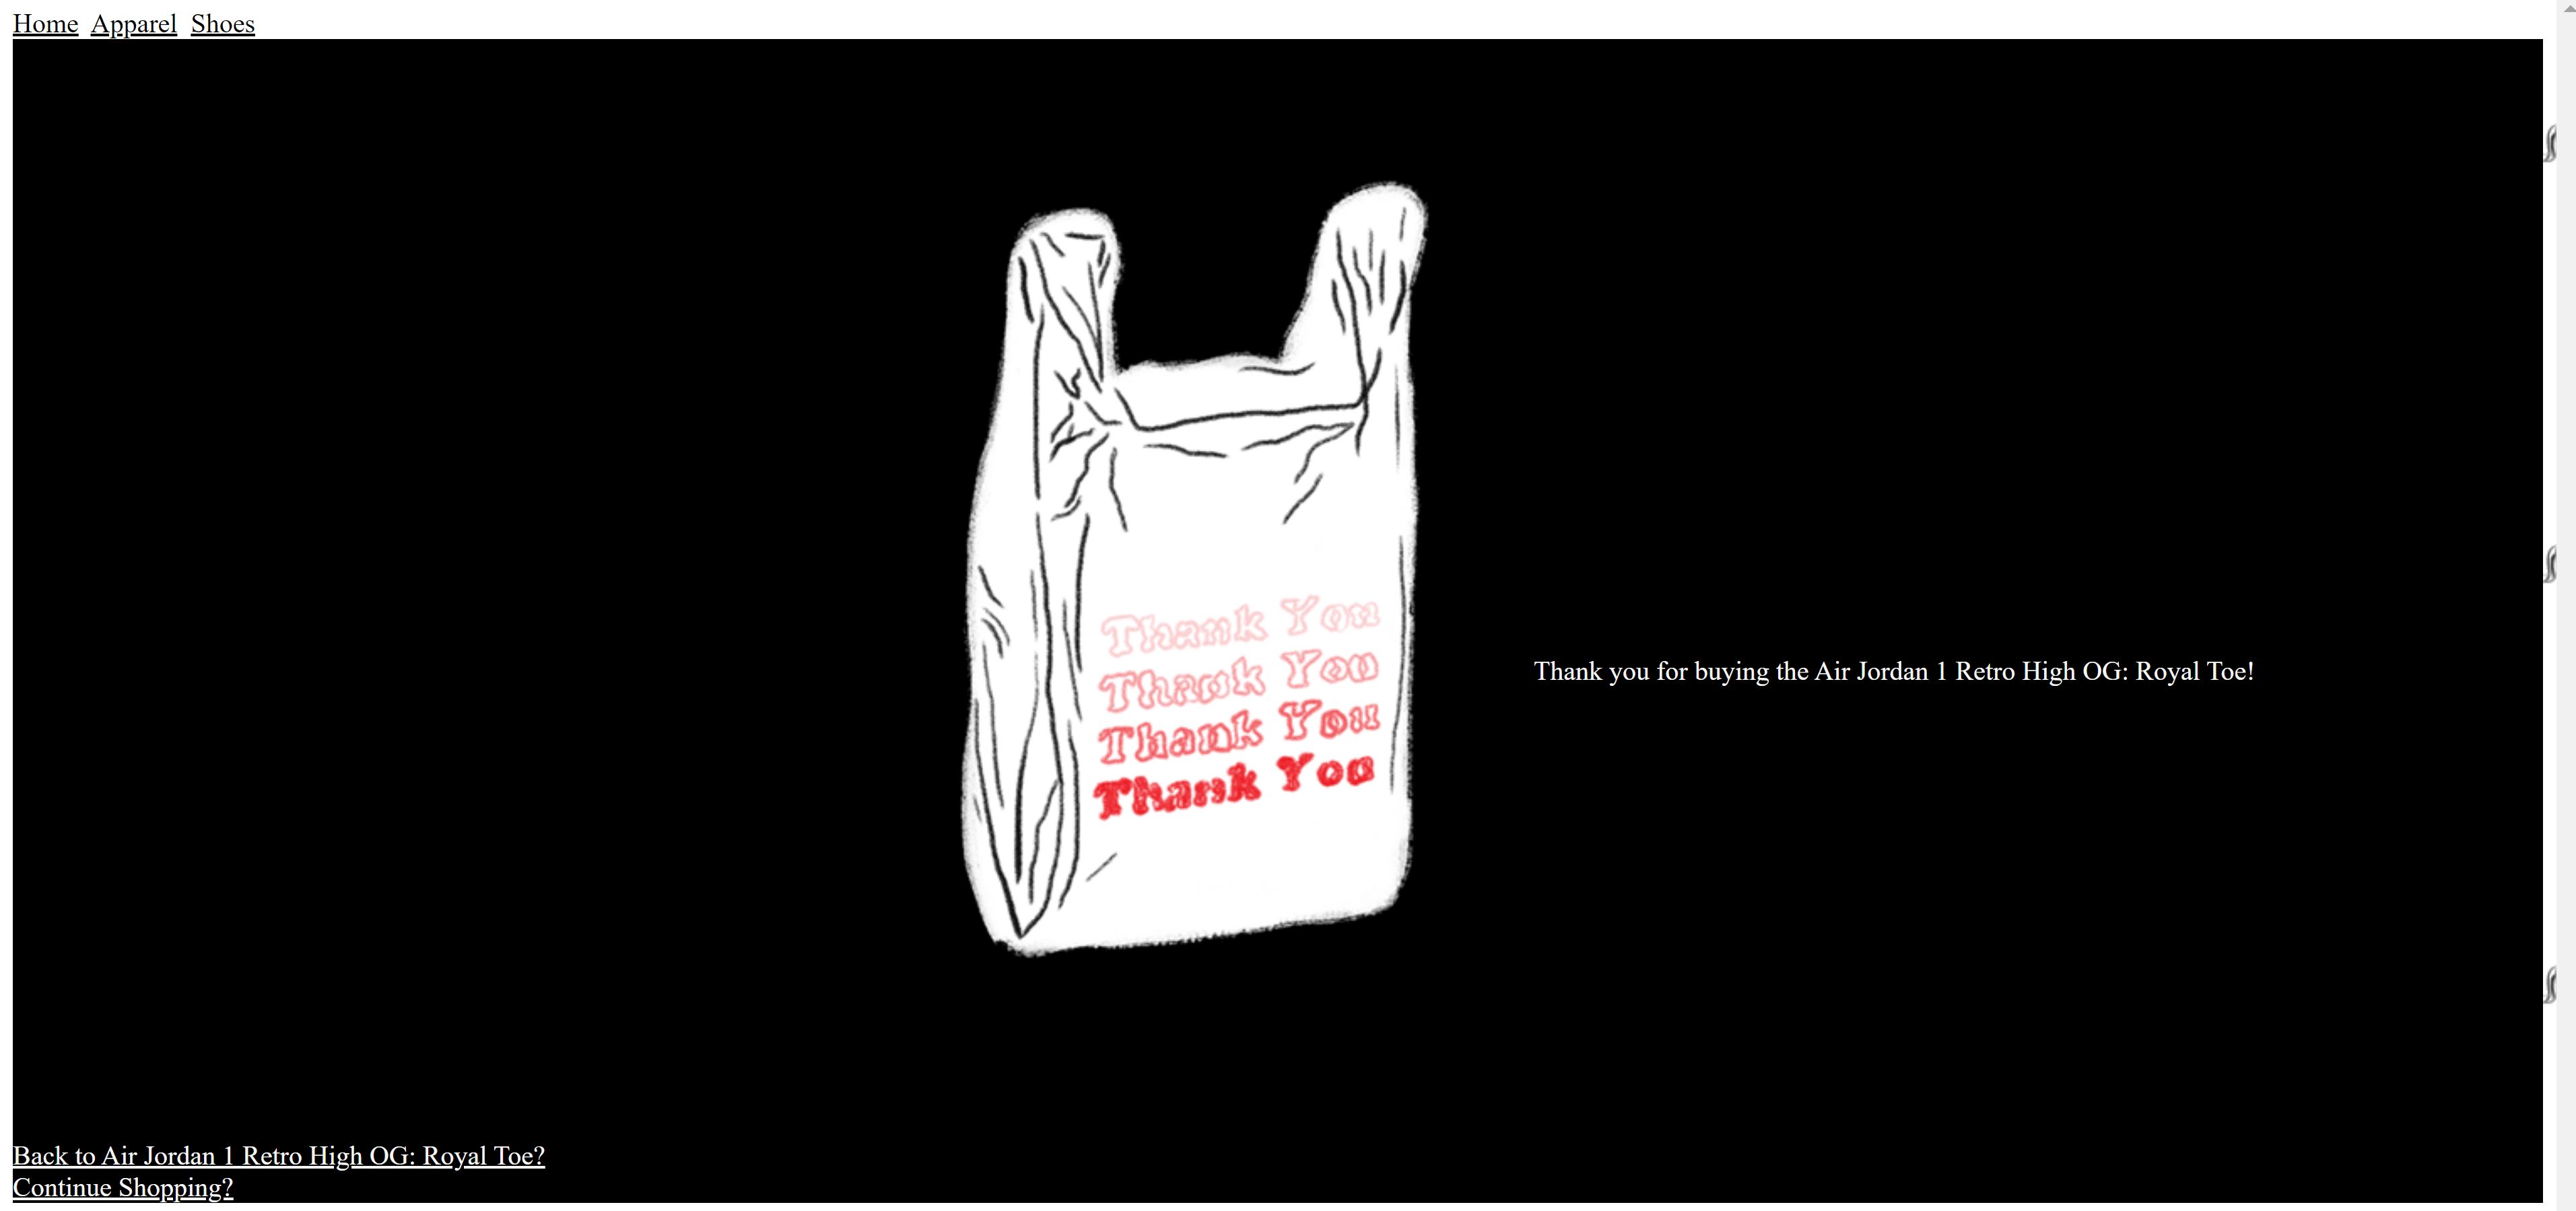 Home Apparel Shoes
Thank You
Thank You
Thank You
Thank You
Thank you for buying the Air Jordan 1 Retro High OG: Royal Toe!
Back to Air Jordan 1 Retro High OG: Royal Toe?
Continue Shopping?